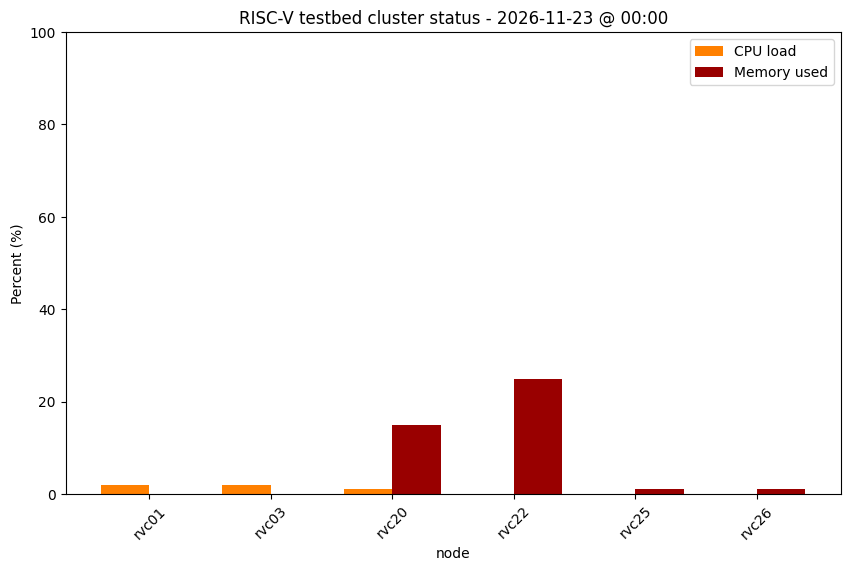 RISC-V testbed cluster status - 2026-11-23 @ 00:00
CPU load
Memory used
Percent (%)
100
80
60
40
20
0
rvc01
rvc03
rvc20
rvc22
rvc25
rvc26
node